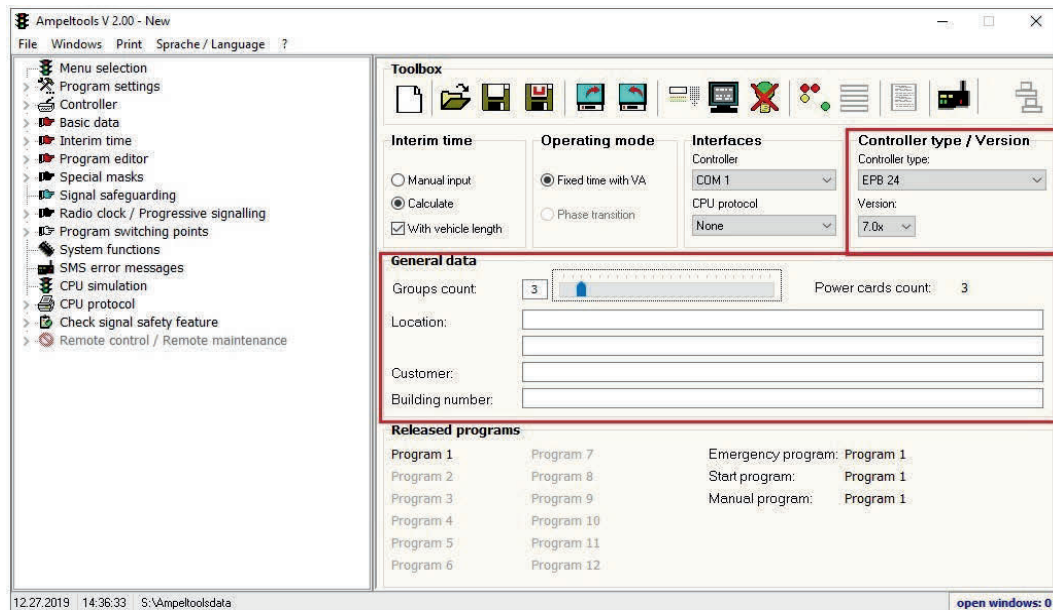 Ampeltools V 2.00 - New
File Windows Print Sprache / Language ?
Menu selection
Program settings
Controller
Basic data
Interim time
Program editor
Special masks
Signal safeguarding
Radio clock / Progressive signalling
Program switching points
System functions
SMS error messages
CPU simulation
CPU protocol
Check signal safety feature
Remote control / Remote maintenance
Toolbox
Interim time
Manual input
Calculate
With vehicle length
Operating mode
Fixed time with VA
Phase transition
Interfaces
Controller
COM 1
CPU protocol
None
Controller type / Version
Controller type:
EPB 24
Version:
7.0x
General data
Groups count: 3 Power cards count: 3
Location:
Customer:
Building number:
Released programs
Program 1 Program 7 Emergency program: Program 1
Program 2 Program 8 Start program: Program 1
Program 3 Program 9 Manual program: Program 1
Program 4 Program 10
Program 5 Program 11
Program 6 Program 12
12.27.2019 14:36:33 S:\Ampeltoolsdata open windows: 0